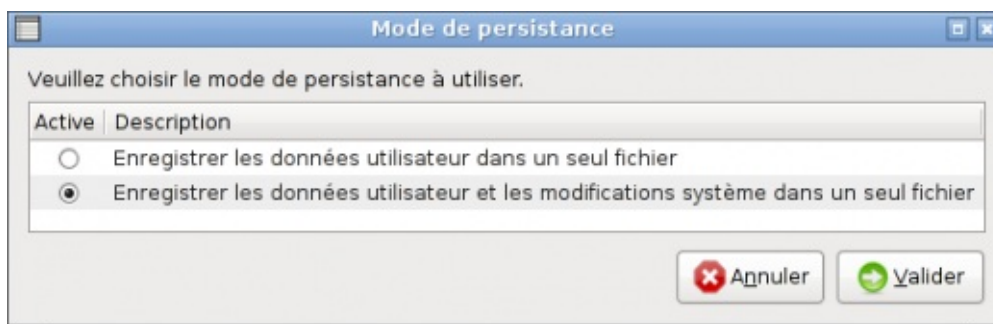 Mode de persistance
Veuillez choisir le mode de persistance à utiliser.
Active Description
Enregistrer les données utilisateur dans un seul fichier
Enregistrer les données utilisateur et les modifications système dans un seul fichier
Annuler Valider